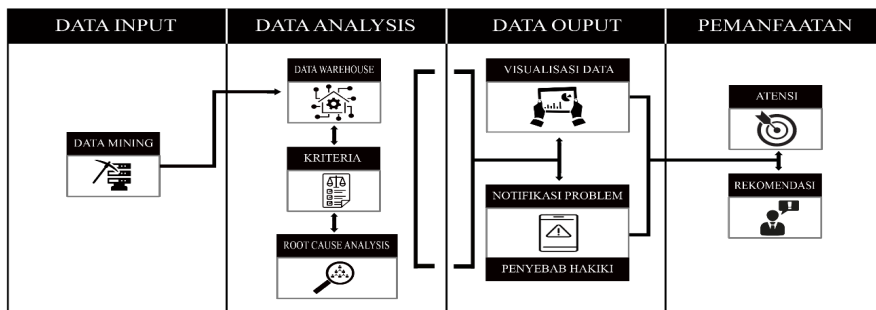 DATA INPUT
DATA ANALYSIS
DATA OUPUT
PEMANFAATAN
DATA MINING
DATA WAREHOUSE
KRITERIA
ROOT CAUSE ANALYSIS
VISUALISASI DATA
NOTIFIKASI PROBLEM
PENYEBAB HAKIKI
ATENSI
REKOMENDASI